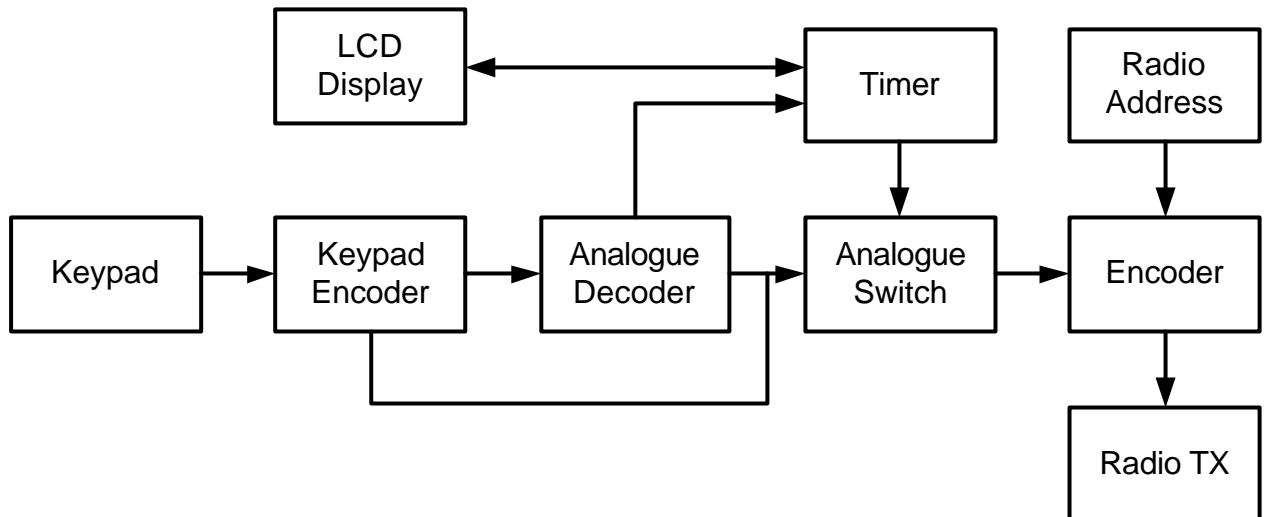 LCD
Display
Timer
Radio
Address
Keypad
Keypad
Encoder
Analogue
Decoder
Analogue
Switch
Encoder
Radio TX